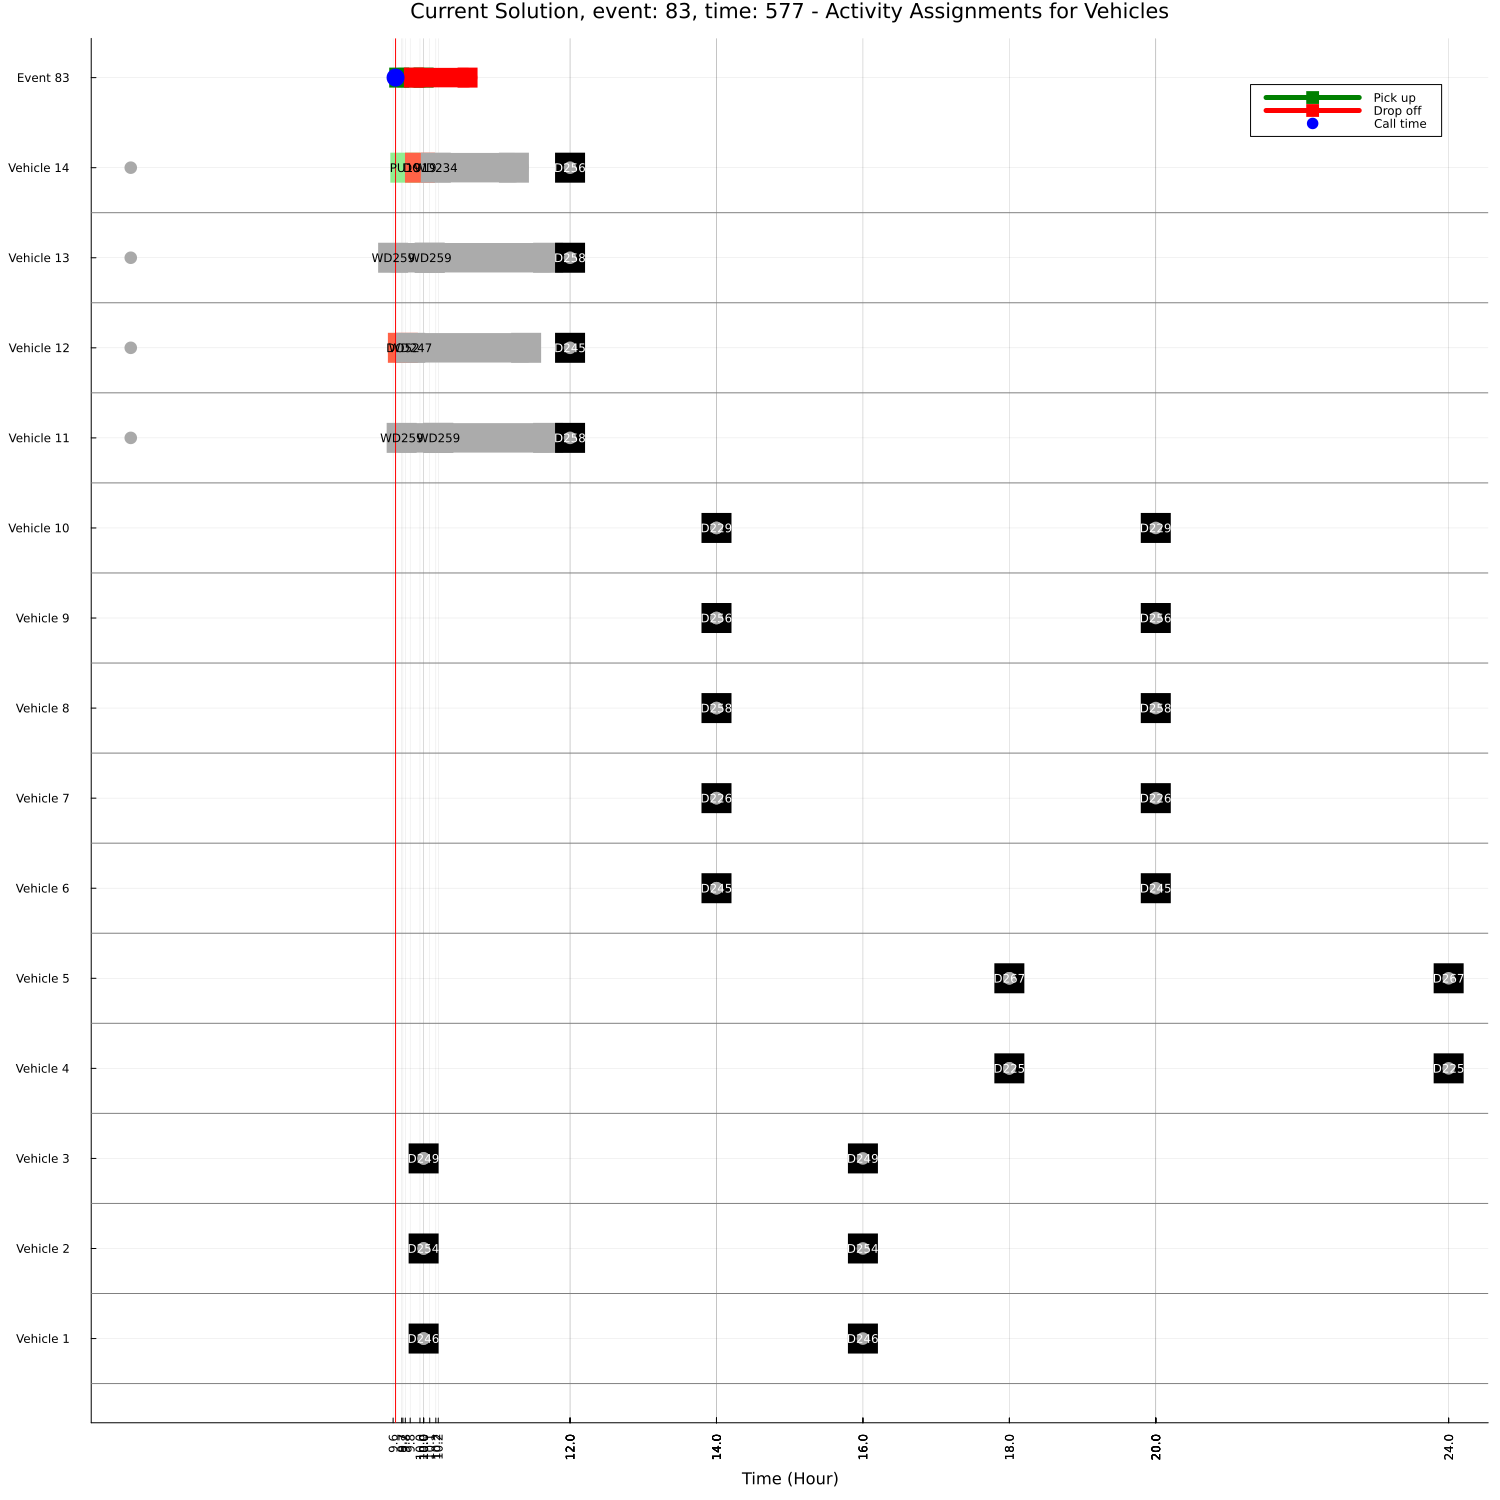 Current Solution, event: 83, time: 577 - Activity Assignments for Vehicles
Event 83
Pick up
Drop off
Call time
Vehicle 14
D256
Vehicle 13
WD259 WD259 D258
Vehicle 12
D245
Vehicle 11
WD259 WD259 D258
Vehicle 10
D229 D229
Vehicle 9
D256 D256
Vehicle 8
D258 D258
Vehicle 7
D226 D226
Vehicle 6
D245 D245
Vehicle 5
D267 D267
Vehicle 4
D225 D225
Vehicle 3
D249 D249
Vehicle 2
D254 D254
Vehicle 1
D246 D246
9.6 10.2 12.0 14.0 16.0 18.0 20.0 24.0
Time (Hour)